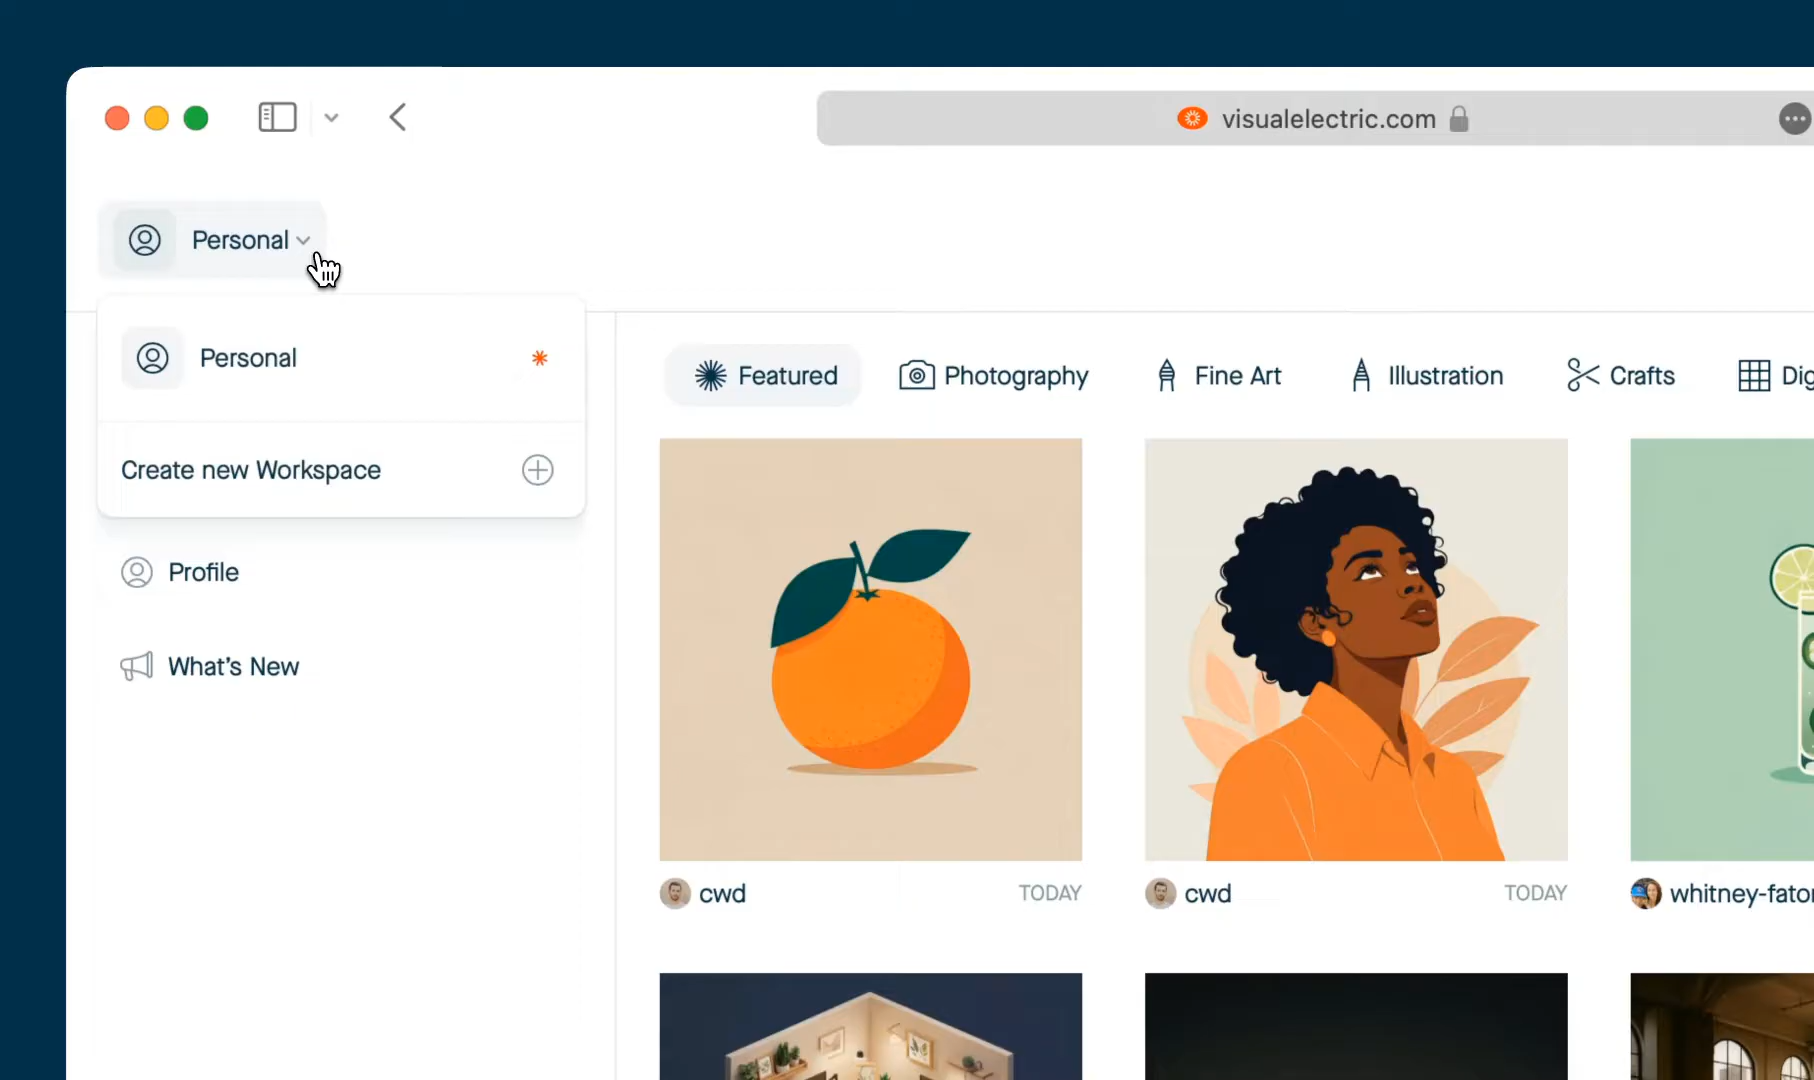 visualelectric.com
Personal
Personal
Create new Workspace
Profile
What's New
Featured
Photography
Fine Art
Illustration
Crafts
cwd
TODAY
cwd
TODAY